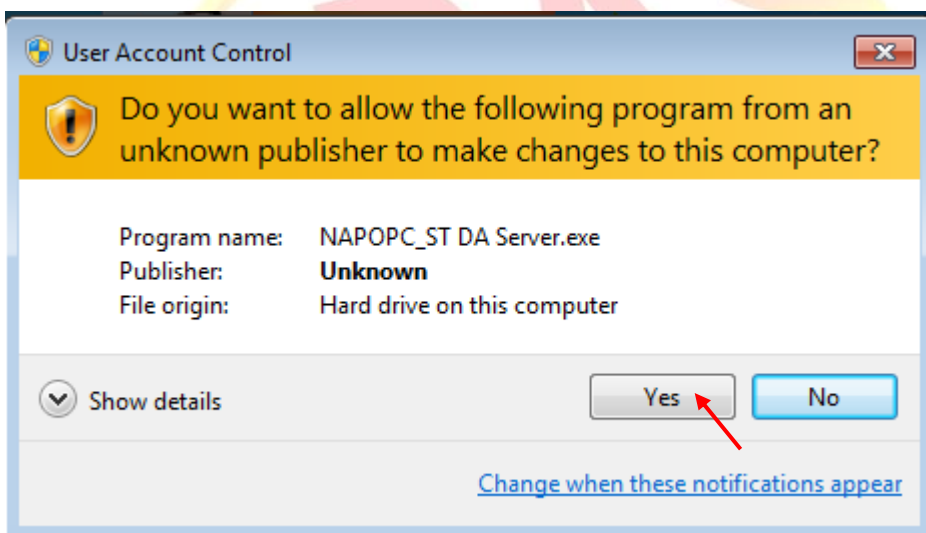 User Account Control
Do you want to allow the following program from an
unknown publisher to make changes to this computer?
Program name: NAPOPC_ST DA Server.exe
Publisher: Unknown
File origin: Hard drive on this computer
Show details Yes No
Change when these notifications appear